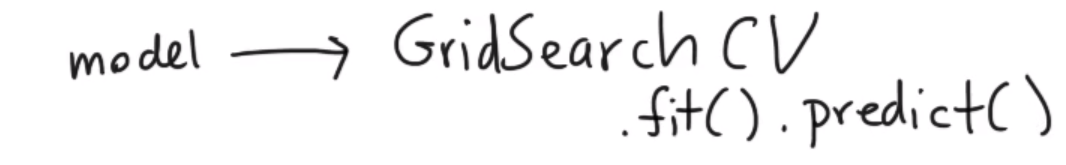 model → GridSearchCV
.fit().predict()